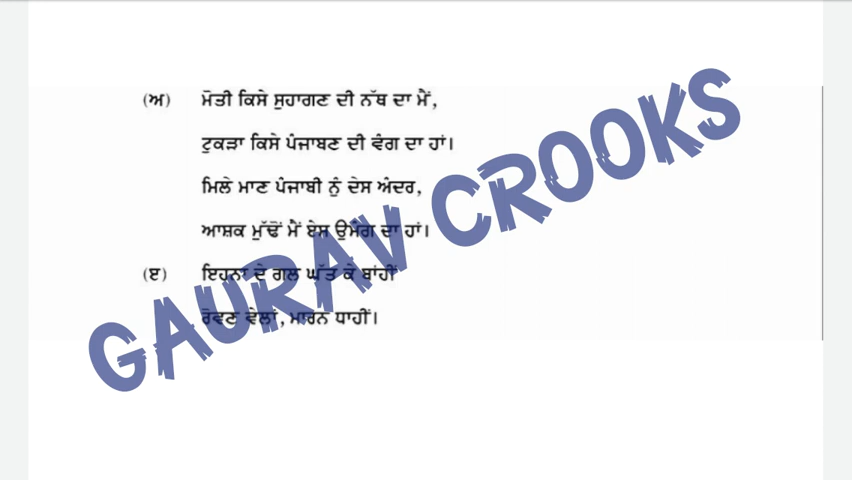 (ਅ) ਮੋਤੀ ਕਿਸੇ ਸੁਹਾਗਣ ਦੀ ਨੱਥ ਦਾ ਮੈਂ,
ਟੁਕੜਾ ਕਿਸੇ ਪੰਜਾਬਣ ਦੀ ਵੰਗ ਦਾ ਹਾਂ।
ਮਿਲੇ ਮਾਣ ਪੰਜਾਬੀ ਨੂੰ ਦੇਸ ਅੰਦਰ,
ਆਸ਼ਕ ਮੁੱਢੋਂ ਮੈਂ ਏਸ ਉਮੰਗ ਦਾ ਹਾਂ।
(ੲ) ਇਹਨਾ ਦੇ ਗਲ ਘੱਤ ਕੇ ਬਾਂਹੀਂ
ਰੋਵਣ ਵੇਲਾਂ, ਮਾਰਨ ਧਾਹੀਂ।
GAURAV CROOKS